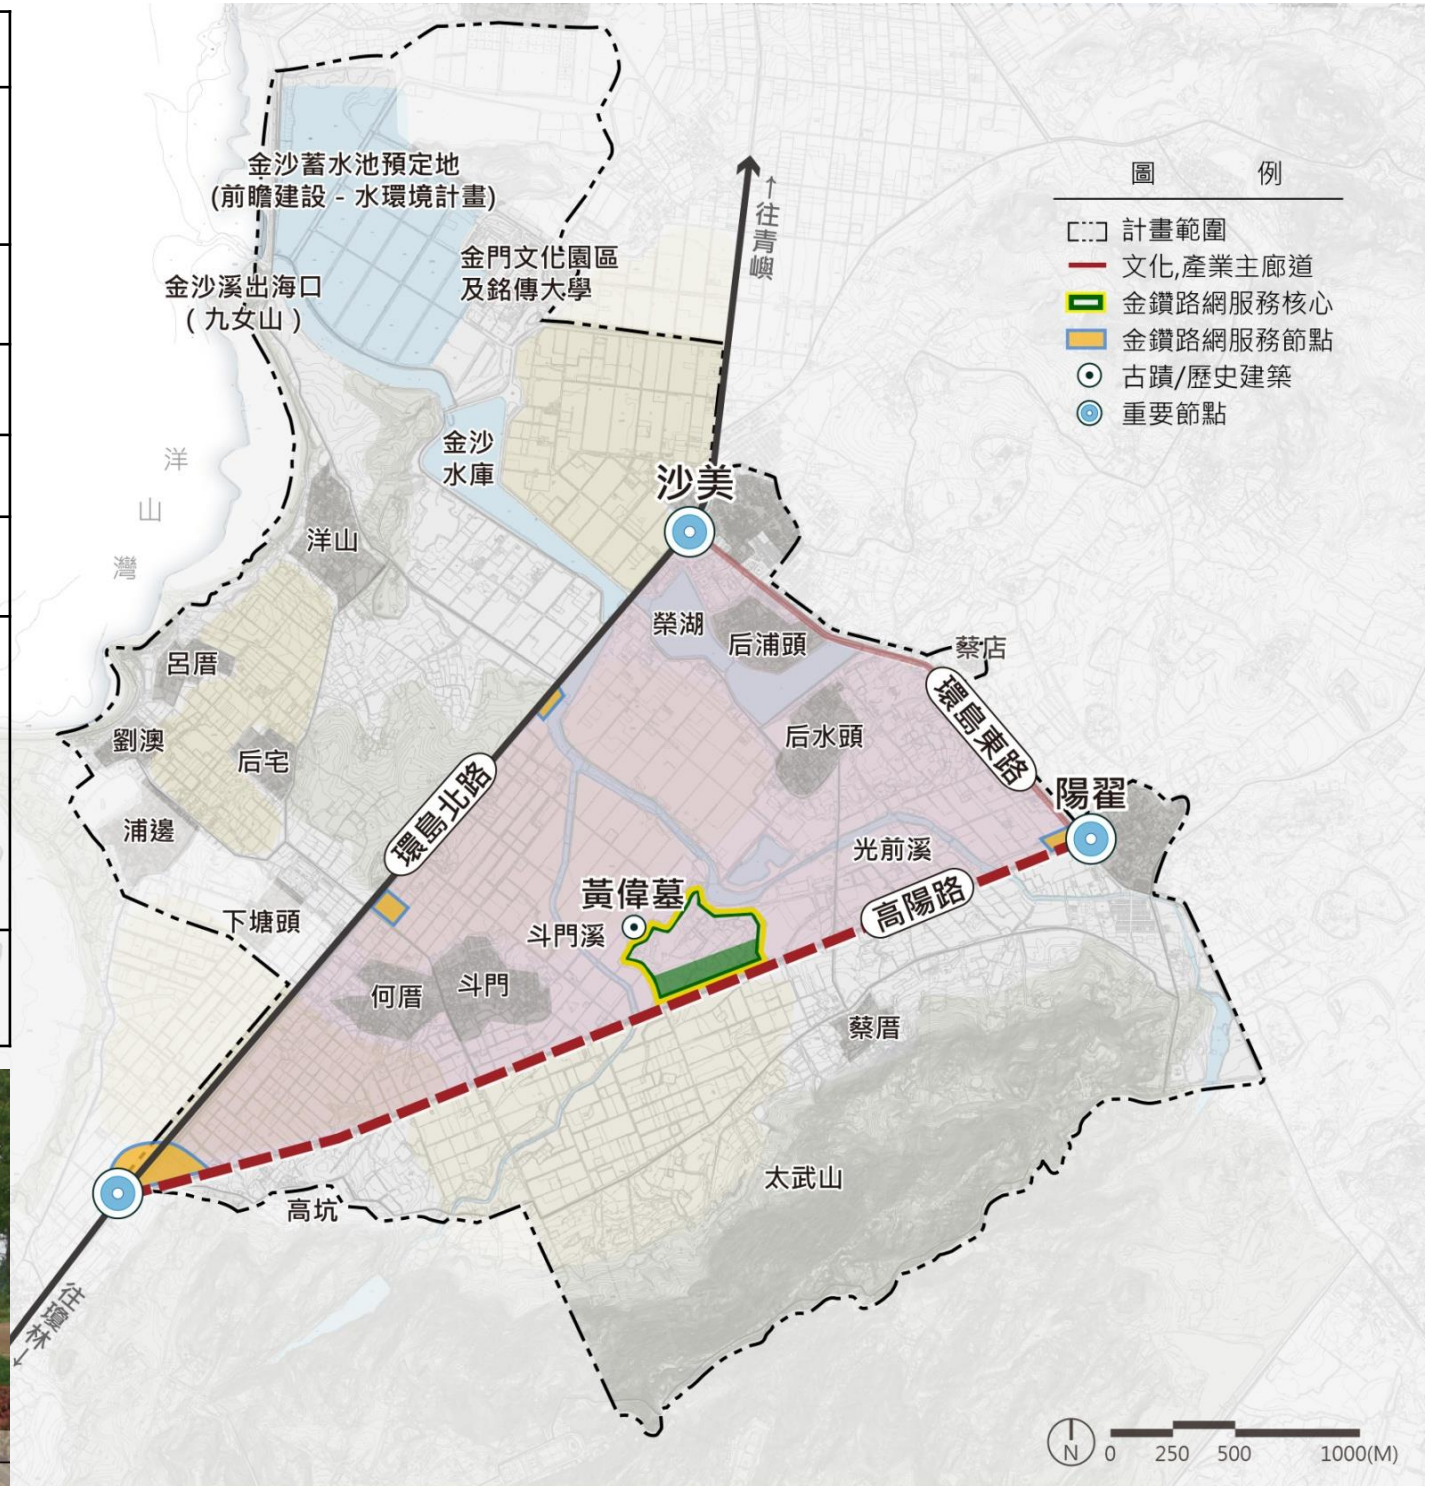 金沙蓄水池預定地
(前瞻建設 - 水環境計畫)
↑往青嶼
圖 例
計畫範圍
文化,產業主廊道
金鑽路網服務核心
金鑽路網服務節點
古蹟/歷史建築
重要節點
金門文化園區
及銘傳大學
金沙溪出海口
( 九女山 )
金沙
水庫
沙美
洋山灣
洋山
榮湖
后浦頭
蔡店
呂厝
環島東路
劉澳
后宅
后水頭
陽翟
浦邊
環島北路
光前溪
黃偉墓
高陽路
下塘頭
斗門溪
何厝
斗門
蔡厝
太武山
高坑
往瓊林→
N
0 250 500 1000(M)